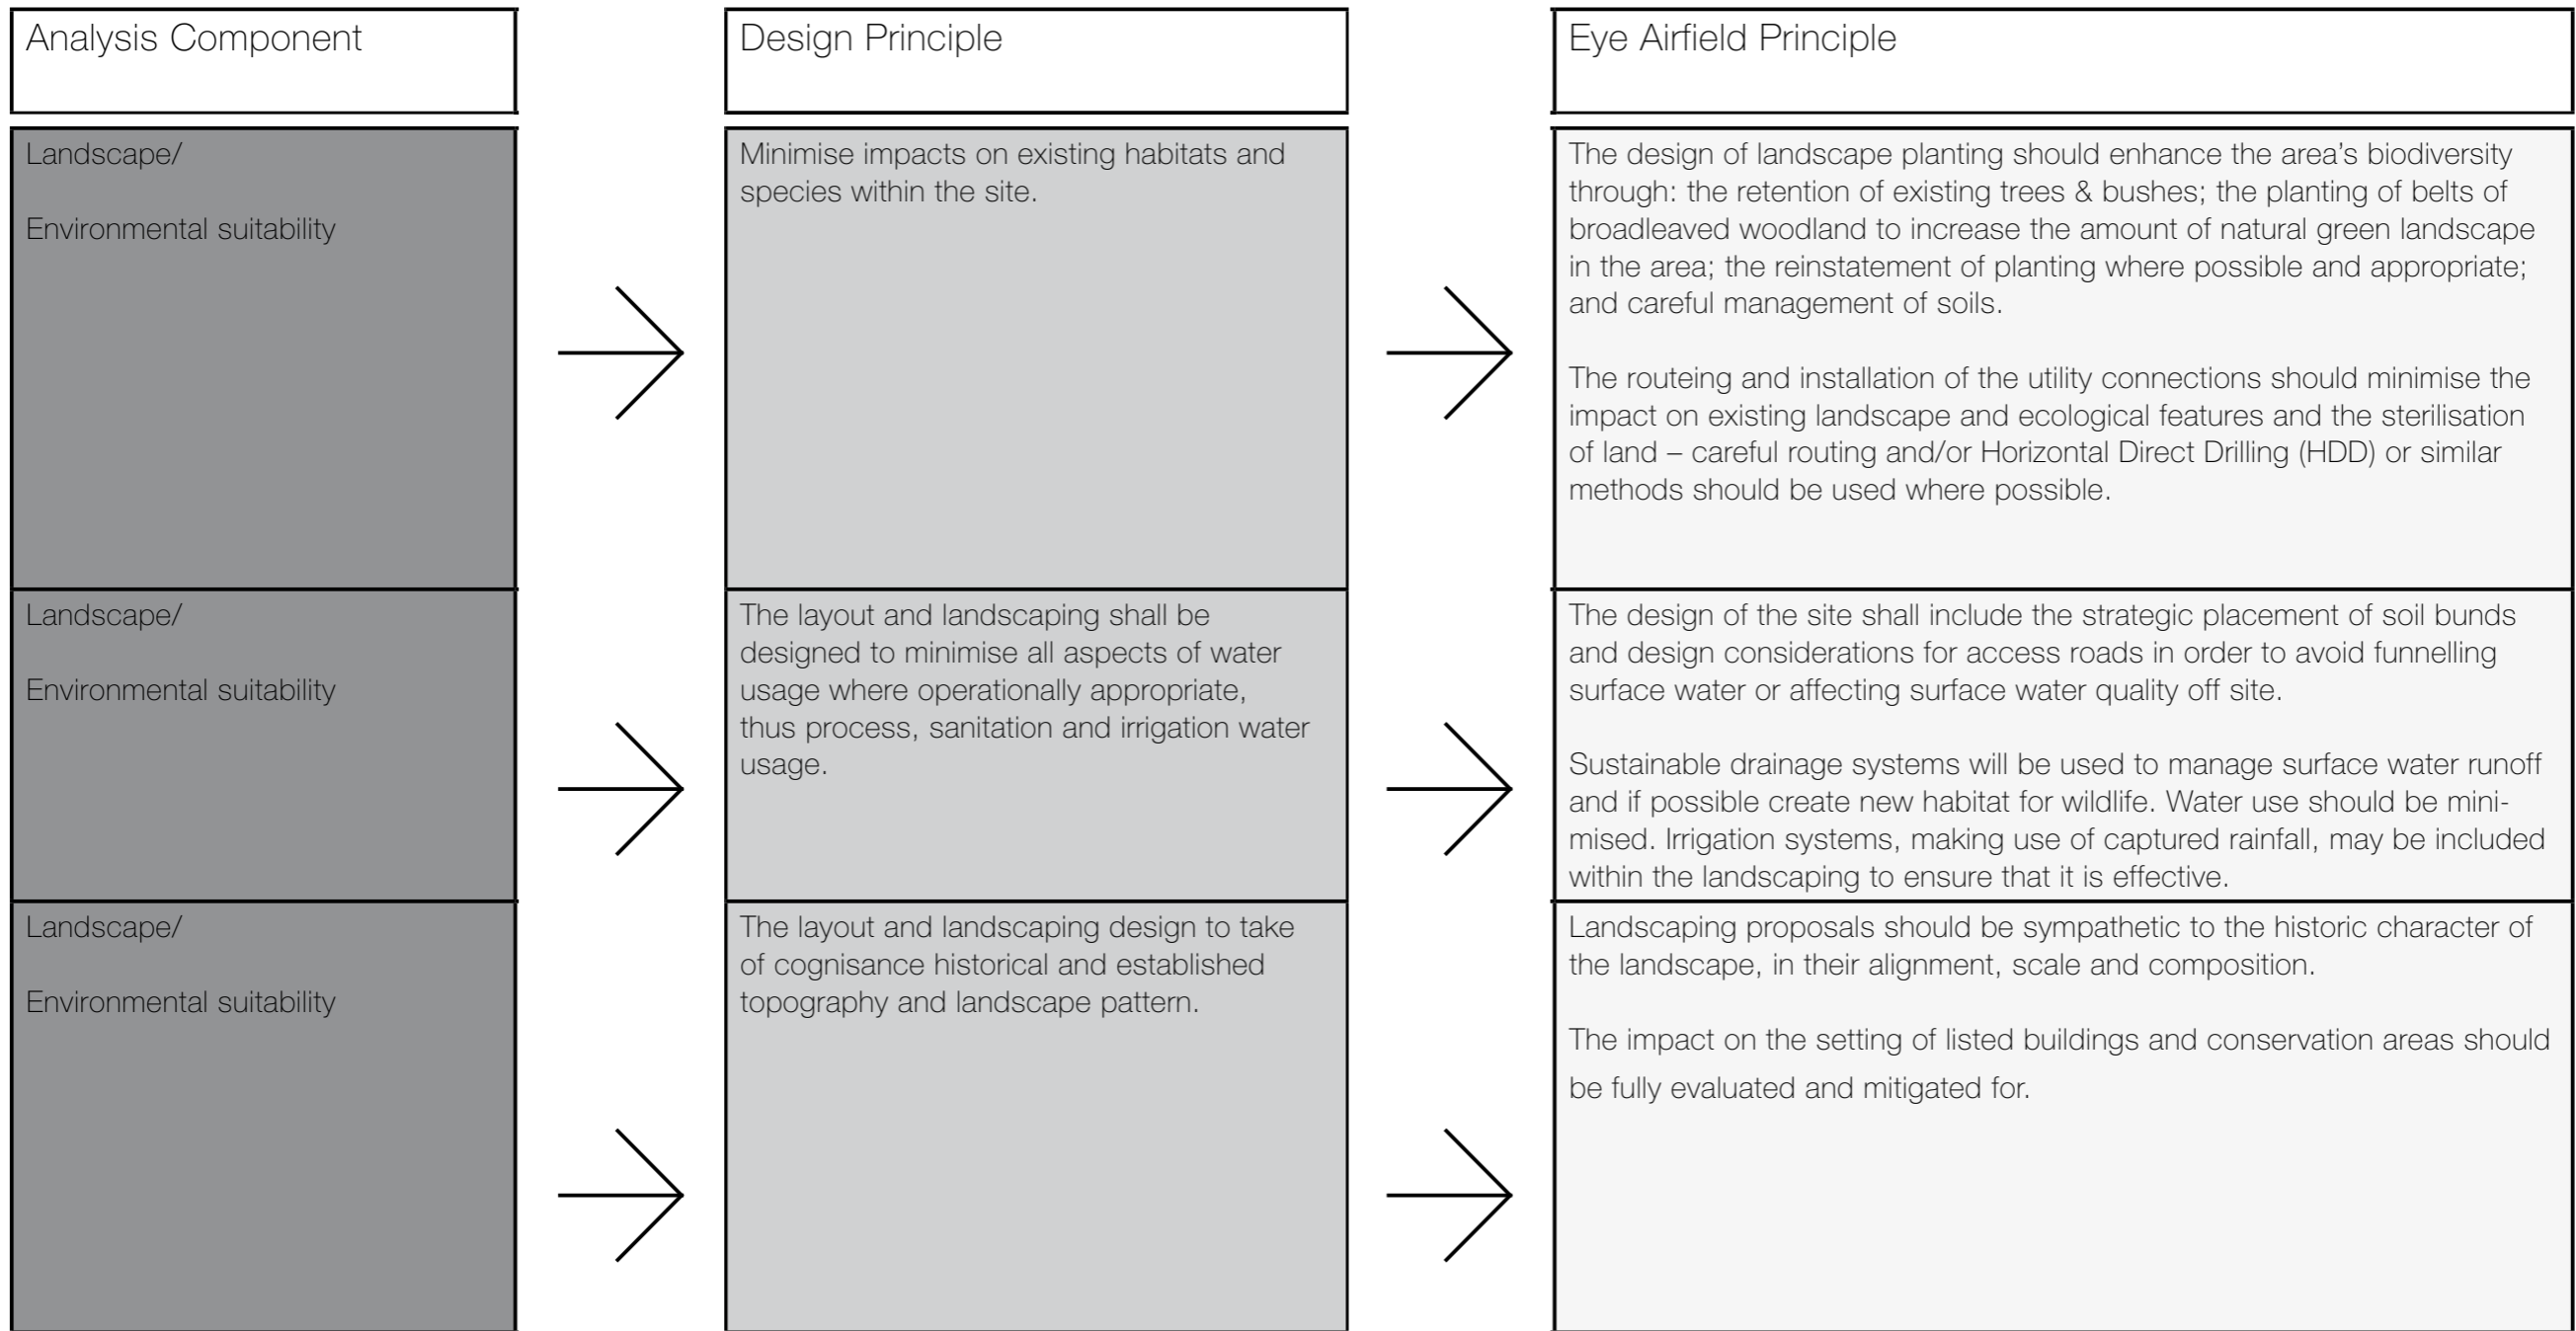 Analysis Component
Design Principle
Eye Airfield Principle
Landscape/
Environmental suitability
Minimise impacts on existing habitats and
species within the site.
The design of landscape planting should enhance the area's biodiversity
through: the retention of existing trees & bushes; the planting of belts of
broadleaved woodland to increase the amount of natural green landscape
in the area; the reinstatement of planting where possible and appropriate;
and careful management of soils.
The routeing and installation of the utility connections should minimise the
impact on existing landscape and ecological features and the sterilisation
of land – careful routing and/or Horizontal Direct Drilling (HDD) or similar
methods should be used where possible.
Landscape/
Environmental suitability
The layout and landscaping shall be
designed to minimise all aspects of water
usage where operationally appropriate,
thus process, sanitation and irrigation water
usage.
The design of the site shall include the strategic placement of soil bunds
and design considerations for access roads in order to avoid funnelling
surface water or affecting surface water quality off site.
Sustainable drainage systems will be used to manage surface water runoff
and if possible create new habitat for wildlife. Water use should be mini-
mised. Irrigation systems, making use of captured rainfall, may be included
within the landscaping to ensure that it is effective.
Landscape/
Environmental suitability
The layout and landscaping design to take
of cognisance historical and established
topography and landscape pattern.
Landscaping proposals should be sympathetic to the historic character of
the landscape, in their alignment, scale and composition.
The impact on the setting of listed buildings and conservation areas should
be fully evaluated and mitigated for.